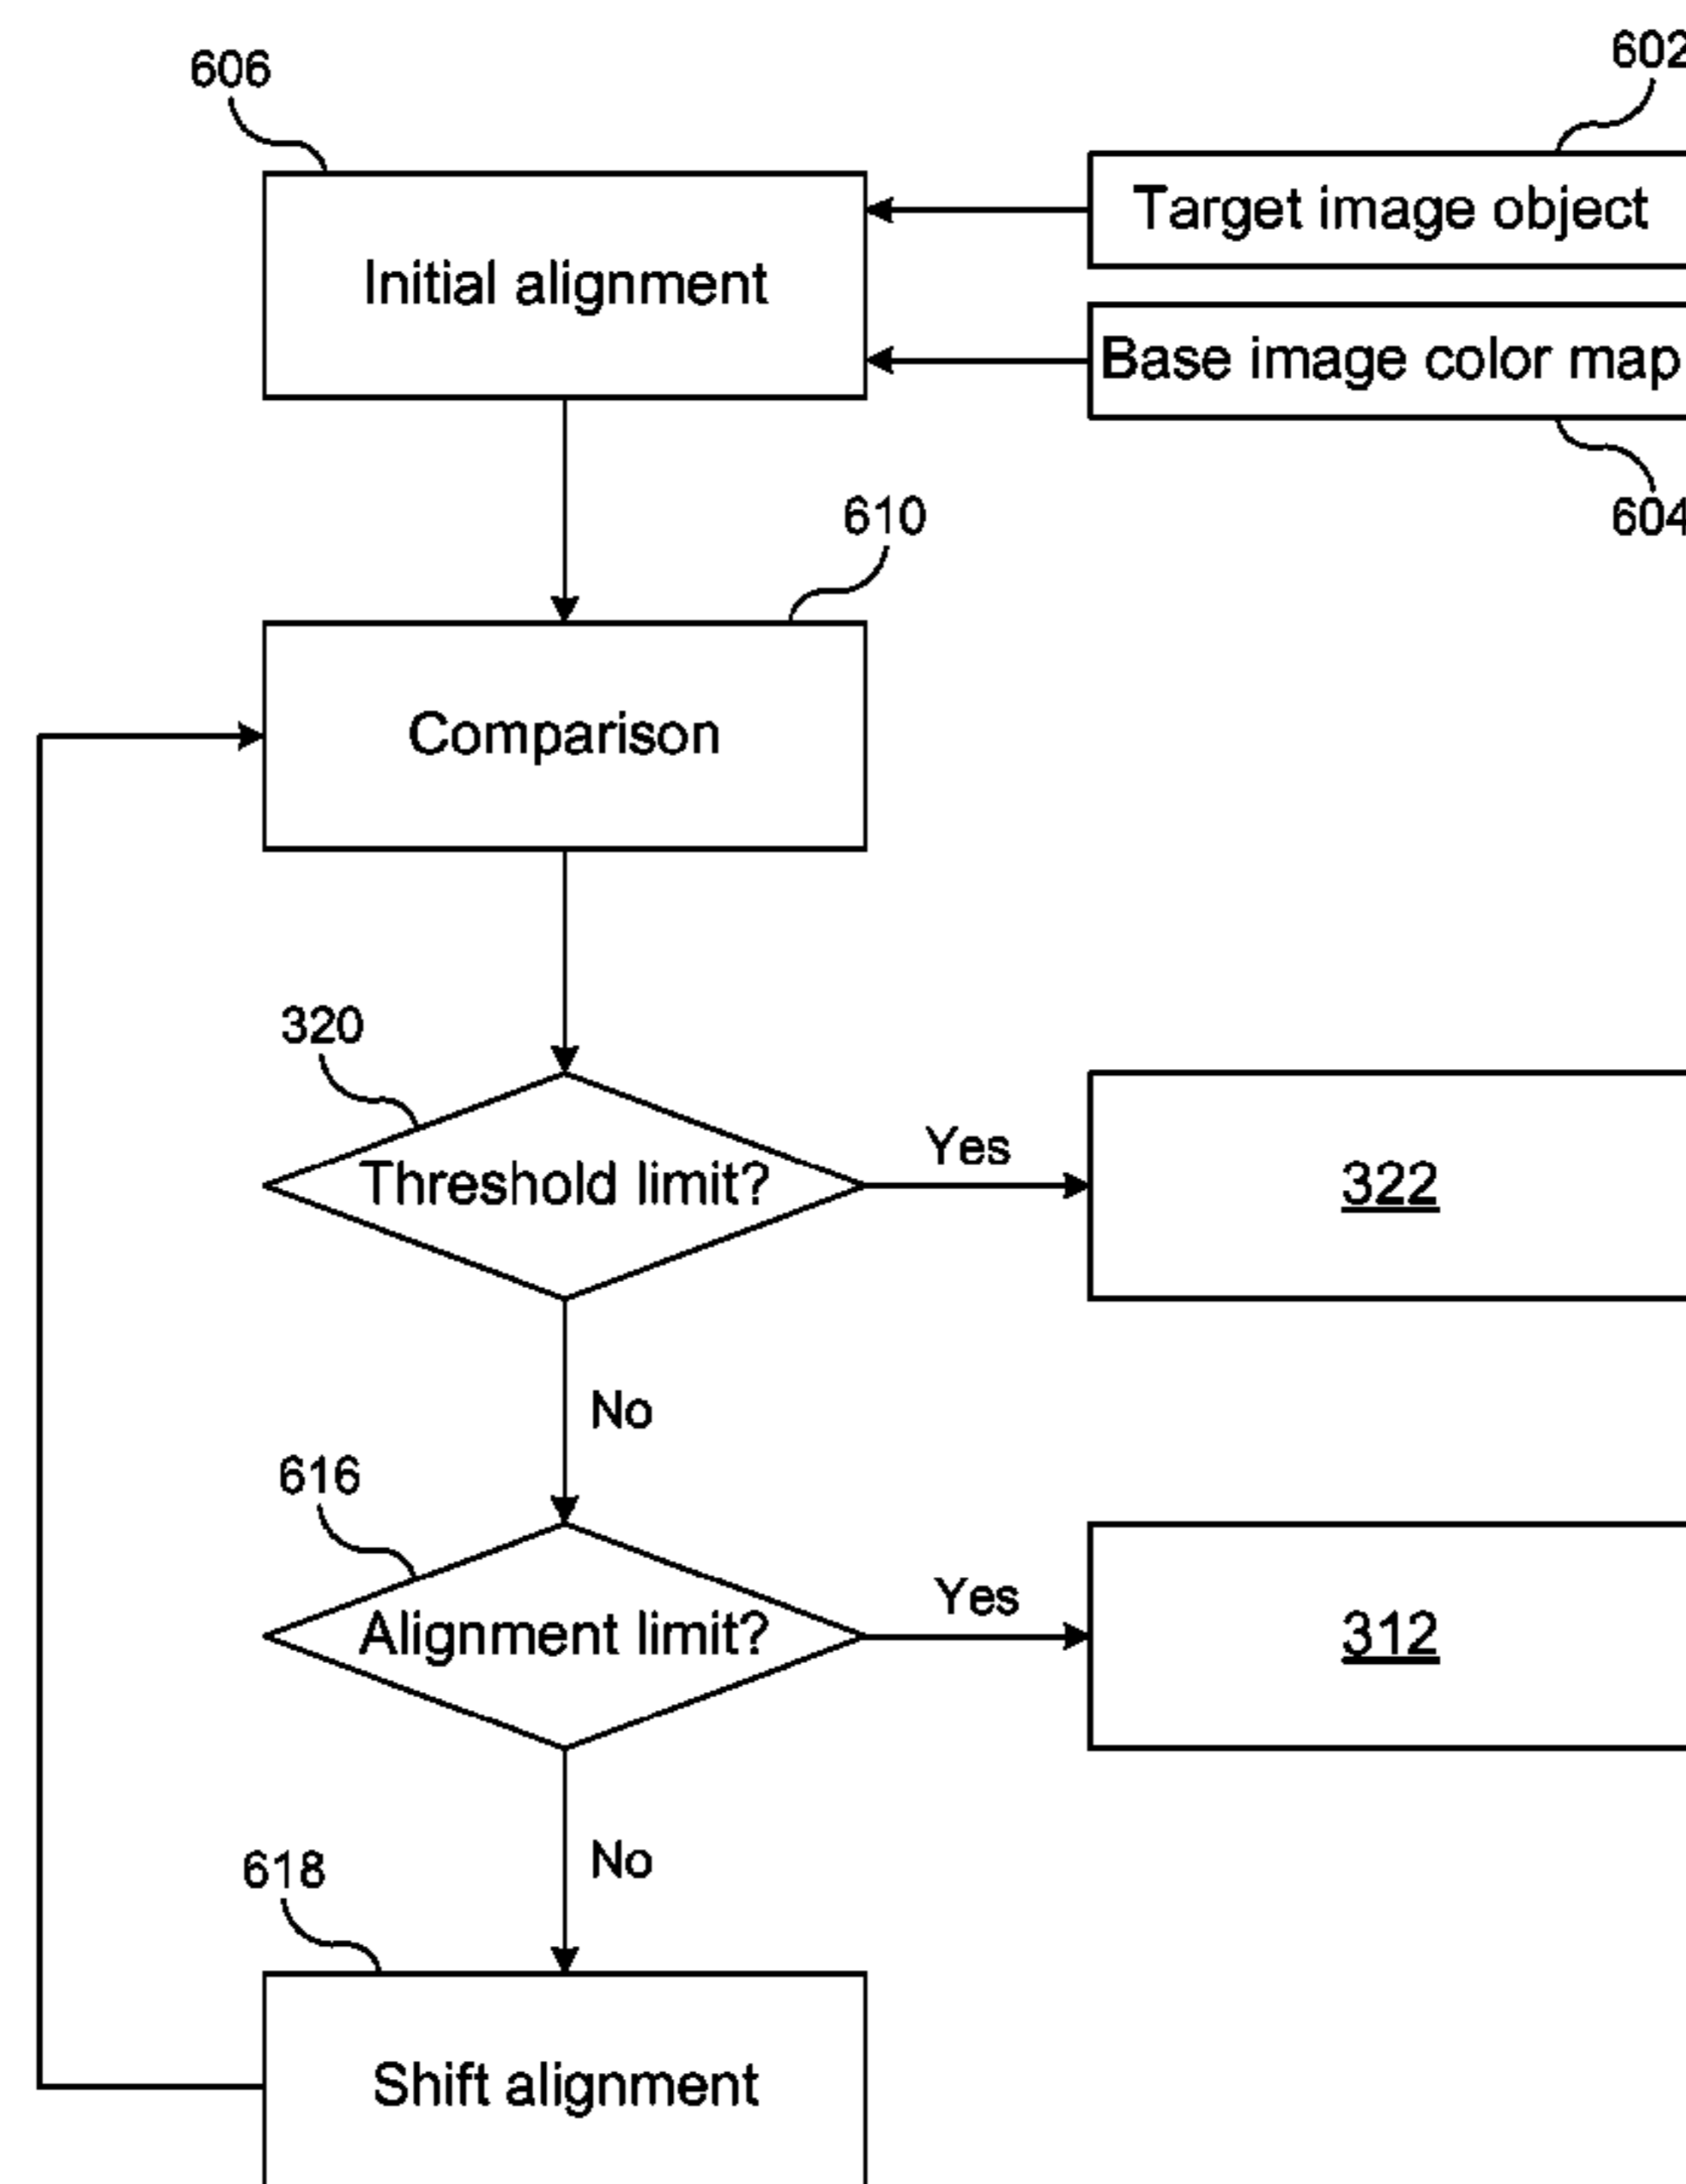 606
602
Target image object
Initial alignment
Base image color map
604
610
Comparison
320
Threshold limit?
Yes
322
No
616
Alignment limit?
Yes
312
No
618
Shift alignment